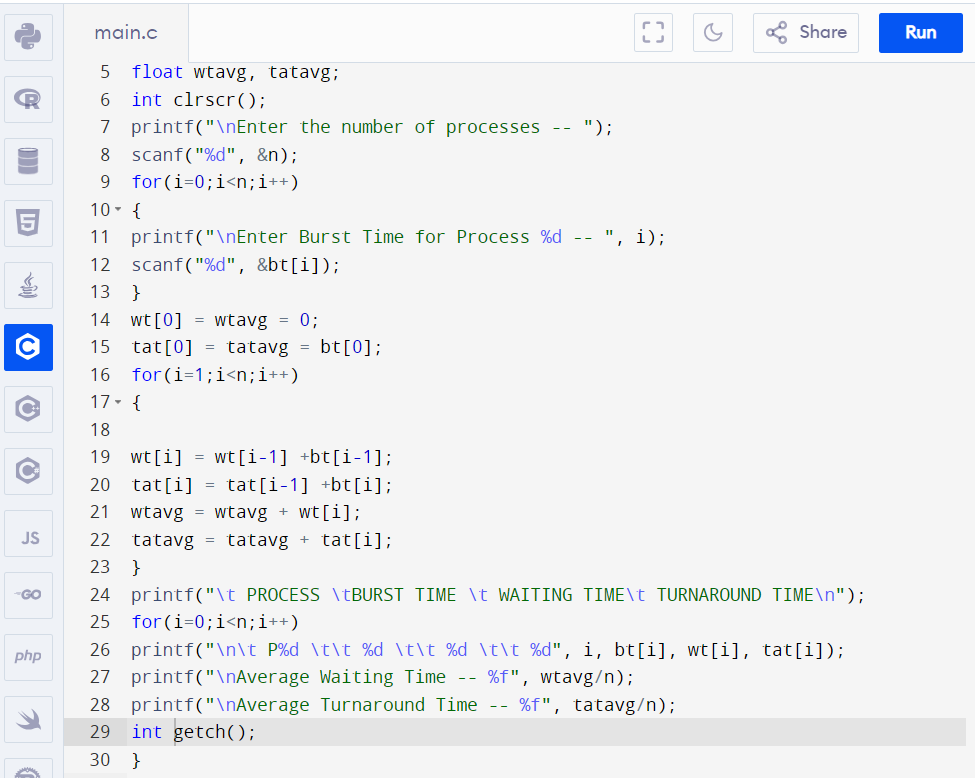 main.c
Share
Run
5 float wtavg, tatavg;
6 int clrscr();
7 printf("\nEnter the number of processes -- ");
8 scanf("%d", &n);
9 for(i=0;i<n;i++)
10 {
11 printf("\nEnter Burst Time for Process %d -- ", i);
12 scanf("%d", &bt[i]);
13 }
14 wt[0] = wtavg = 0;
15 tat[0] = tatavg = bt[0];
16 for(i=1;i<n;i++)
17 {
18
19 wt[i] = wt[i-1] +bt[i-1];
20 tat[i] = tat[i-1] +bt[i];
21 wtavg = wtavg + wt[i];
22 tatavg = tatavg + tat[i];
23 }
24 printf("\t PROCESS \tBURST TIME \t WAITING TIME\t TURNAROUND TIME\n");
25 for(i=0;i<n;i++)
26 printf("\n\t P%d \t\t %d \t\t %d \t\t %d", i, bt[i], wt[i], tat[i]);
27 printf("\nAverage Waiting Time -- %f", wtavg/n);
28 printf("\nAverage Turnaround Time -- %f", tatavg/n);
29 int getch();
30 }
R
5
C
C
C
JS
GO
php